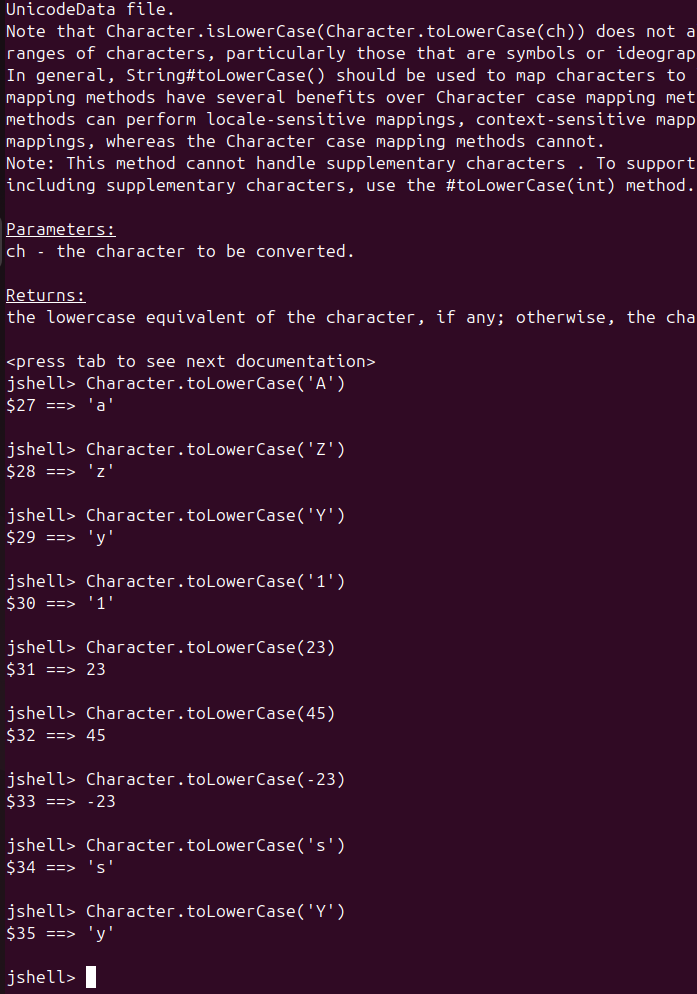 UnicodeData file.
Note that Character.isLowerCase(Character.toLowerCase(ch)) does not a
ranges of characters, particularly those that are symbols or ideograp
In general, String#toLowerCase() should be used to map characters to
mapping methods have several benefits over Character case mapping met
methods can perform locale-sensitive mappings, context-sensitive mapp
mappings, whereas the Character case mapping methods cannot.
Note: This method cannot handle supplementary characters . To support
including supplementary characters, use the #toLowerCase(int) method.
Parameters:
ch - the character to be converted.
Returns:
the lowercase equivalent of the character, if any; otherwise, the cha
<press tab to see next documentation>
jshell> Character.toLowerCase('A')
$27 ==> 'a'
jshell> Character.toLowerCase('Z')
$28 ==> 'z'
jshell> Character.toLowerCase('Y')
$29 ==> 'y'
jshell> Character.toLowerCase('1')
$30 ==> '1'
jshell> Character.toLowerCase(23)
$31 ==> 23
jshell> Character.toLowerCase(45)
$32 ==> 45
jshell> Character.toLowerCase(-23)
$33 ==> -23
jshell> Character.toLowerCase('s')
$34 ==> 's'
jshell> Character.toLowerCase('Y')
$35 ==> 'y'
jshell>